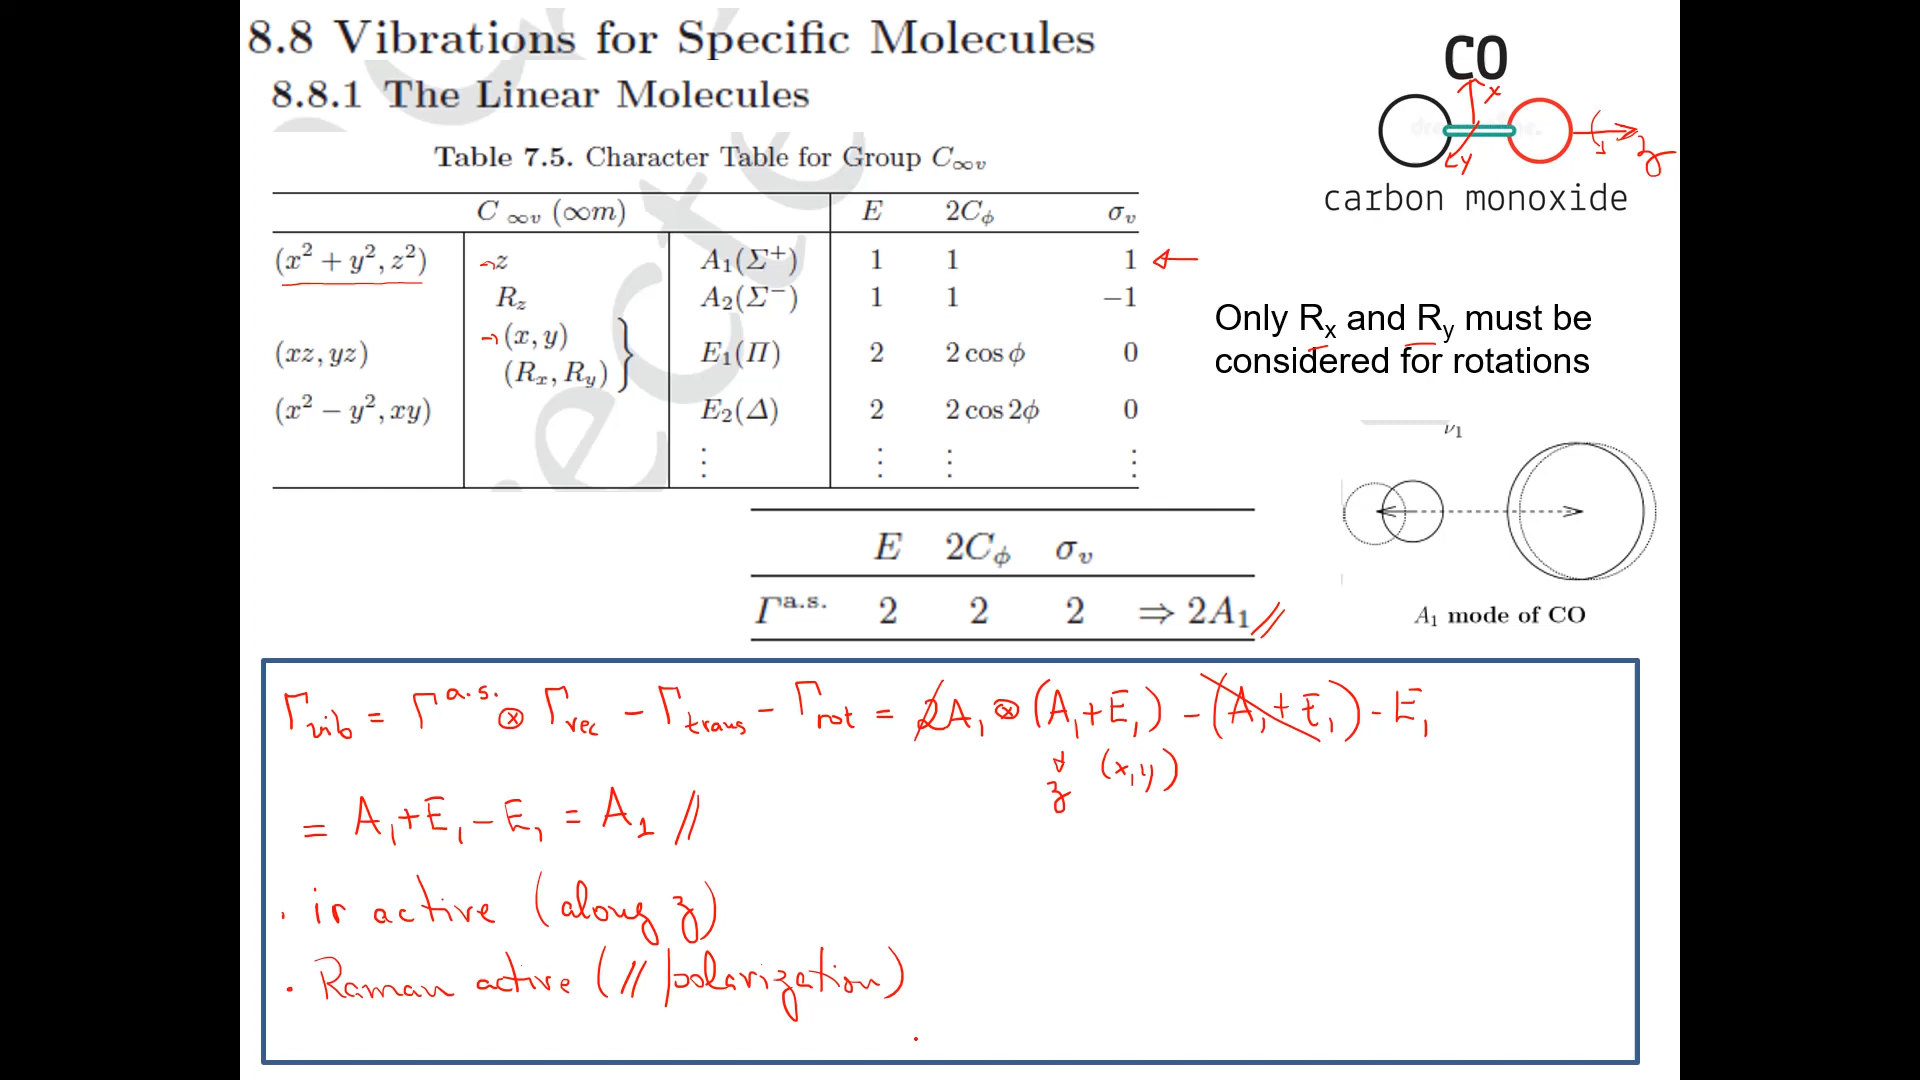 8.8 Vibrations for Specific Molecules
8.8.1 The Linear Molecules
Table 7.5. Character Table for Group C∞v
C ∞v (∞m) E 2Cϕ σv
(x² + y², z²) z A₁(Σ⁺) 1 1 1
Rz A₂(Σ⁻) 1 1 −1
(x, y)
(xz, yz) E₁(Π) 2 2 cos ϕ 0
(Rx, Ry)
(x² − y², xy) E₂(Δ) 2 2 cos 2ϕ 0
⋮ ⋮ ⋮ ⋮
CO
x
y
z
carbon monoxide
Only Rx and Ry must be
considered for rotations
ν₁
A₁ mode of CO
E 2Cϕ σv
Γ^a.s. 2 2 2 ⇒ 2A₁ //
Γvib = Γ^a.s. ⊗ Γvec − Γtrans − Γrot = 2A₁ ⊗ (A₁+E₁) − (A₁+E₁) − E₁
z (x,y)
= A₁+E₁−E₁ = A₁ //
· ir active (along z)
· Raman active (// polarization)